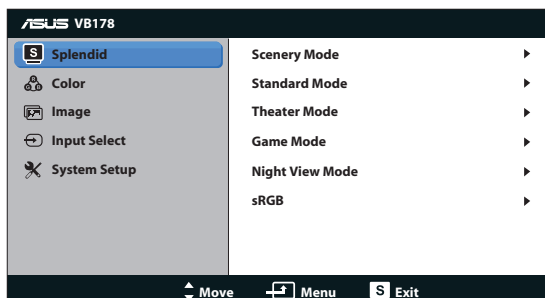 ASUS VB178
S Splendid
Color
Image
Input Select
System Setup
Scenery Mode
Standard Mode
Theater Mode
Game Mode
Night View Mode
sRGB
Move Menu S Exit